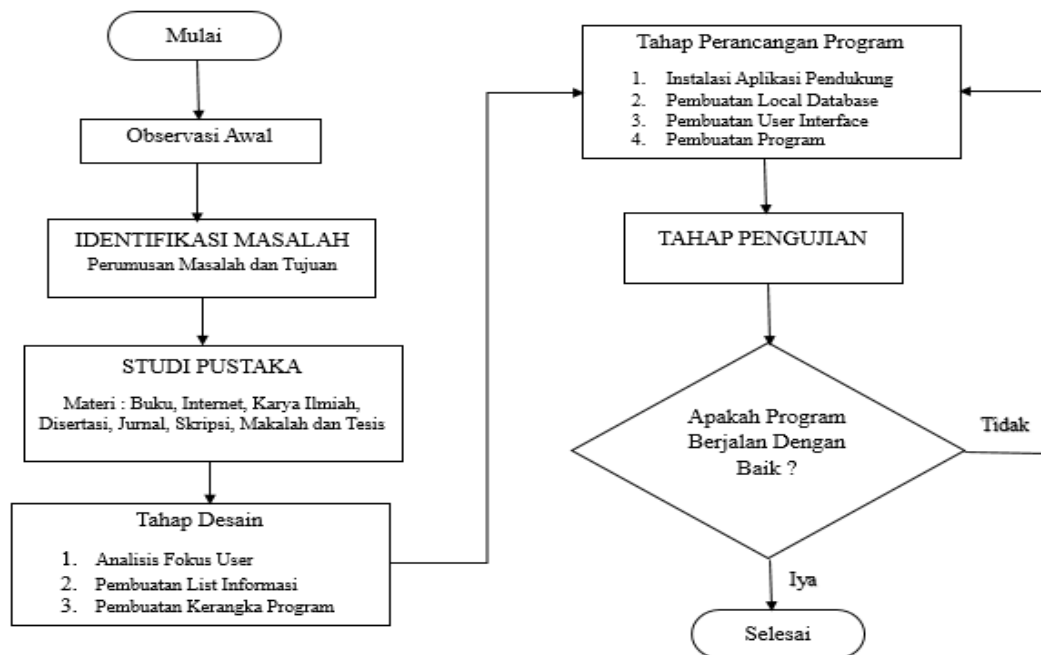 Mulai
Observasi Awal
IDENTIFIKASI MASALAH
Perumusan Masalah dan Tujuan
STUDI PUSTAKA
Materi : Buku, Internet, Karya Ilmiah,
Disertasi, Jurnal, Skripsi, Makalah dan Tesis
Tahap Desain
1. Analisis Fokus User
2. Pembuatan List Informasi
3. Pembuatan Kerangka Program
Tahap Perancangan Program
1. Instalasi Aplikasi Pendukung
2. Pembuatan Local Database
3. Pembuatan User Interface
4. Pembuatan Program
TAHAP PENGUJIAN
Apakah Program
Berjalan Dengan
Baik ?
Tidak
Iya
Selesai